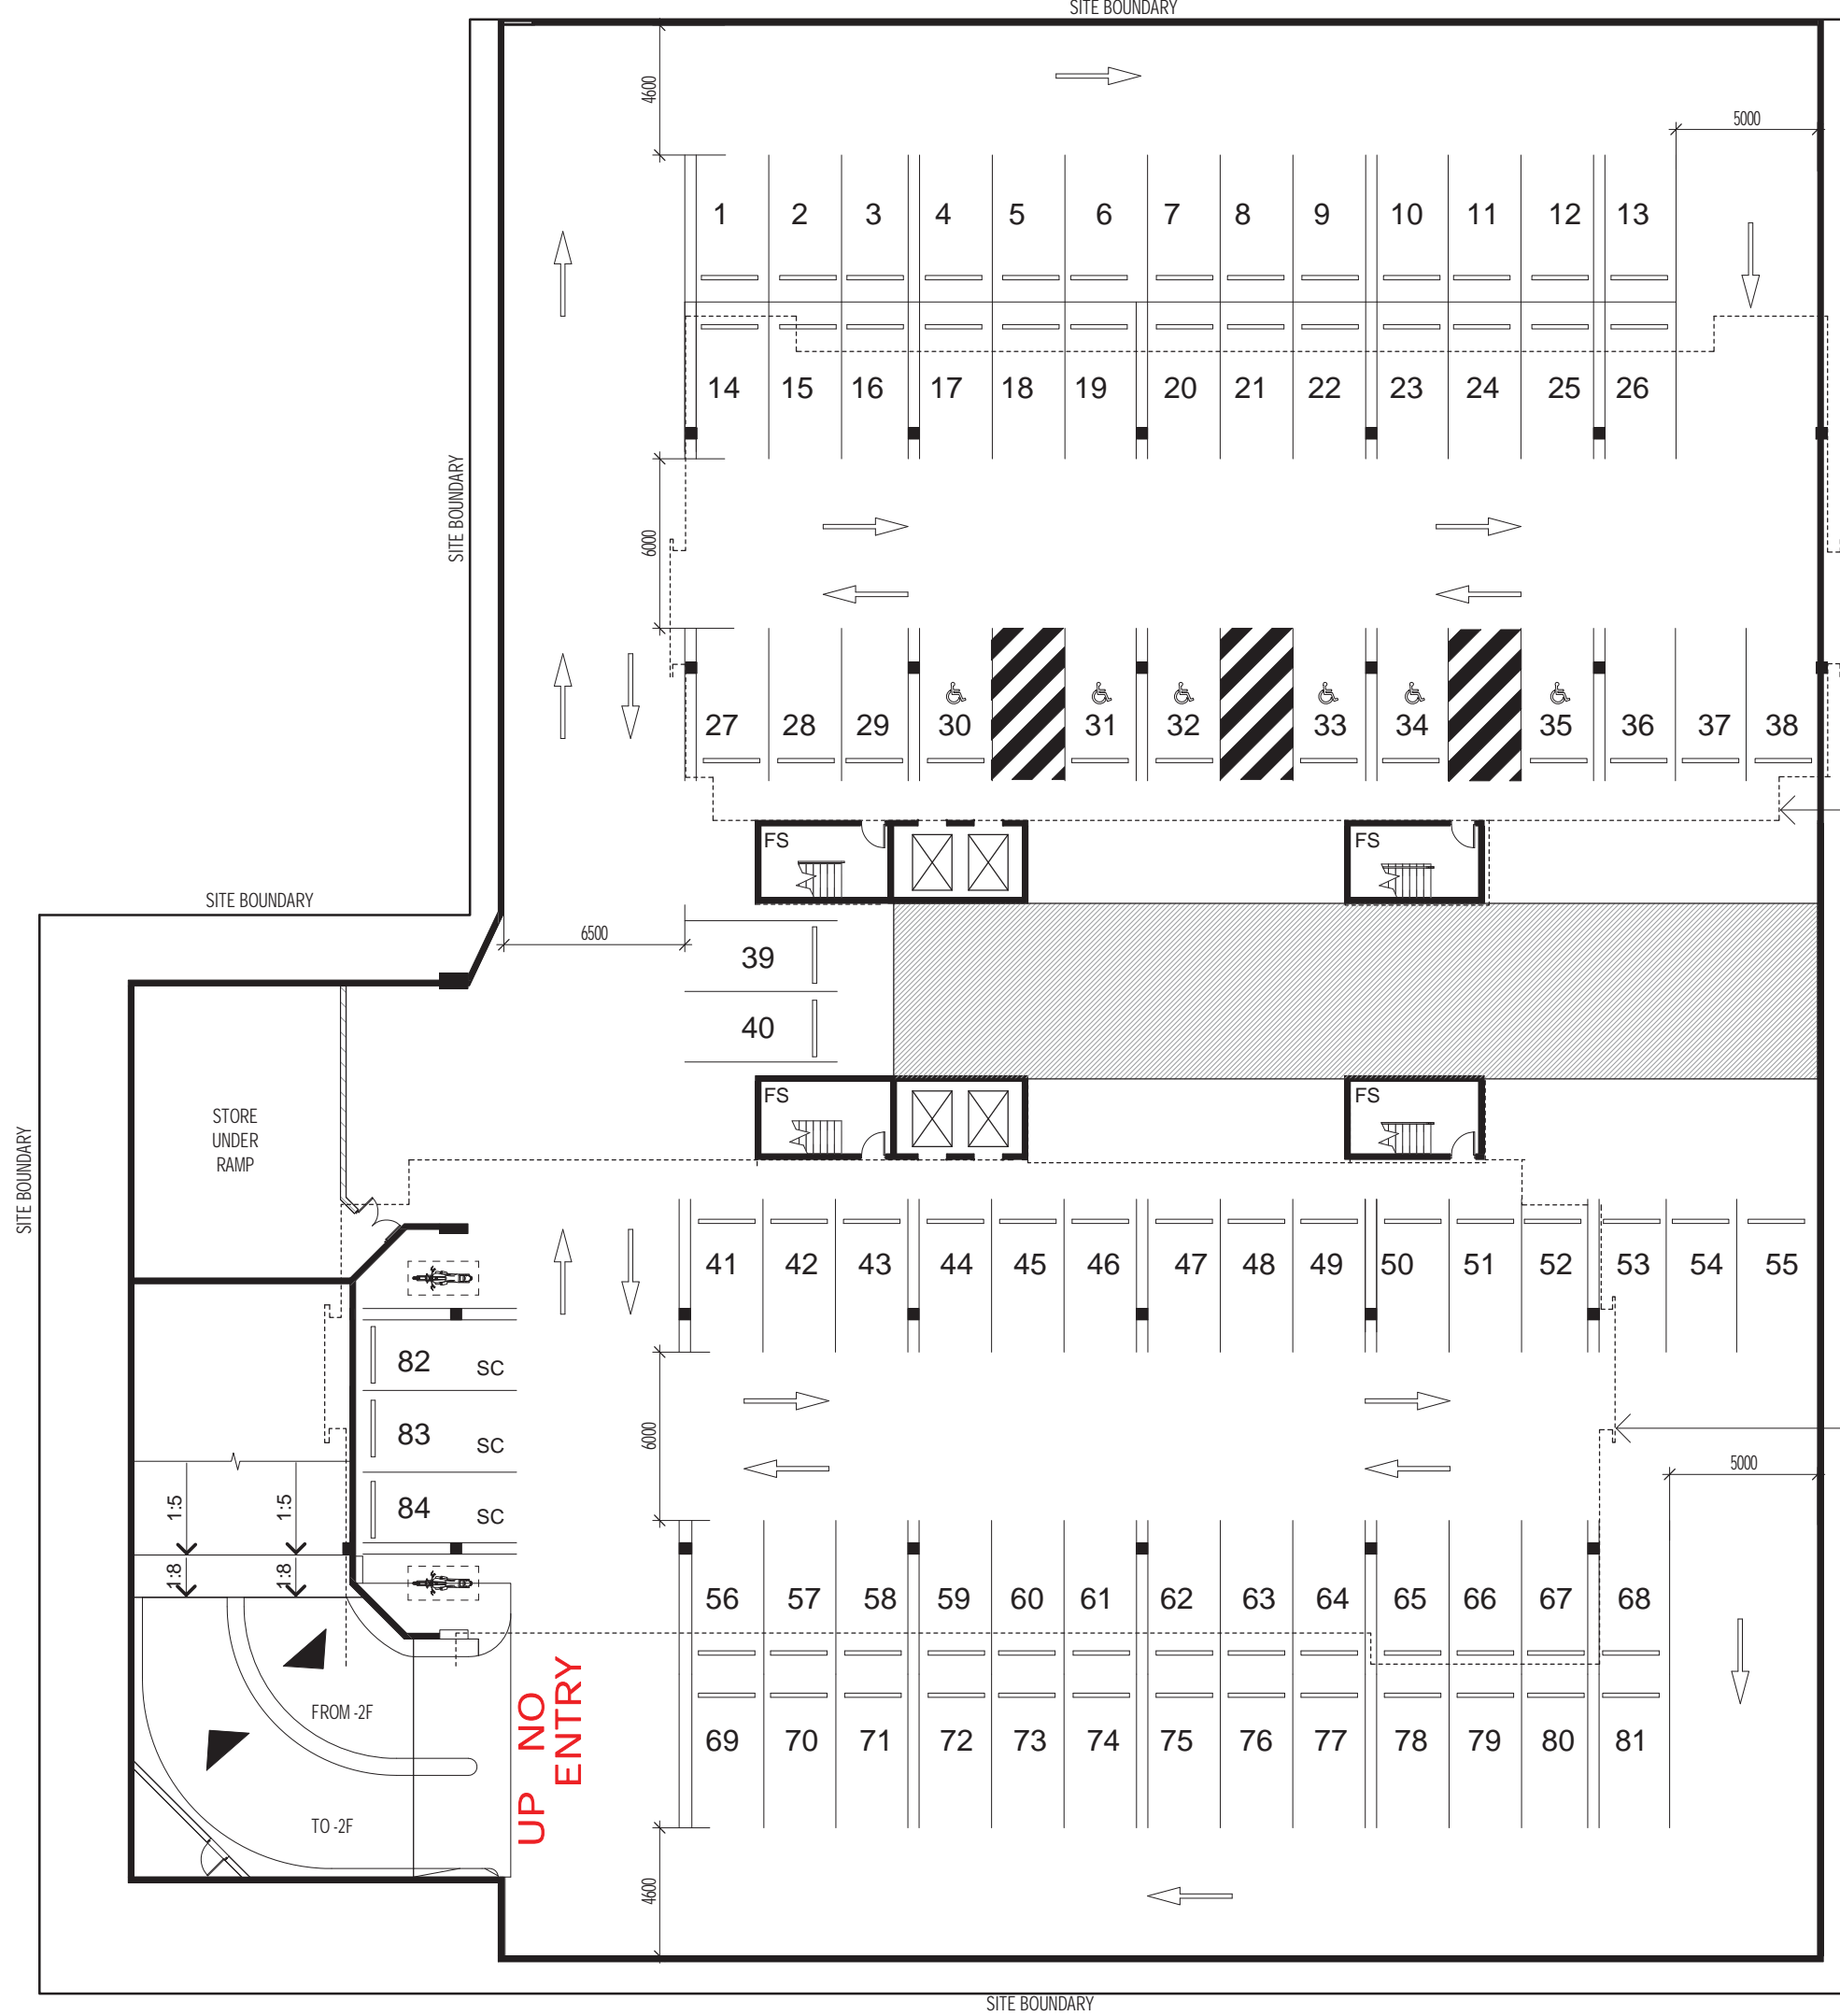 SITE BOUNDARY
4600
5000
1 2 3 4 5 6 7 8 9 10 11 12 13
14 15 16 17 18 19 20 21 22 23 24 25 26
SITE BOUNDARY
6000
27 28 29 30 31 32 33 34 35 36 37 38
FS FS
SITE BOUNDARY
6500
39
40
FS FS
STORE
UNDER
RAMP
SITE BOUNDARY
41 42 43 44 45 46 47 48 49 50 51 52 53 54 55
82 SC
83 SC
84 SC
6000
5000
1:5 1:5
1:8 1:8
56 57 58 59 60 61 62 63 64 65 66 67 68
FROM -2F
UP NO
ENTRY
69 70 71 72 73 74 75 76 77 78 79 80 81
TO -2F
4600
SITE BOUNDARY